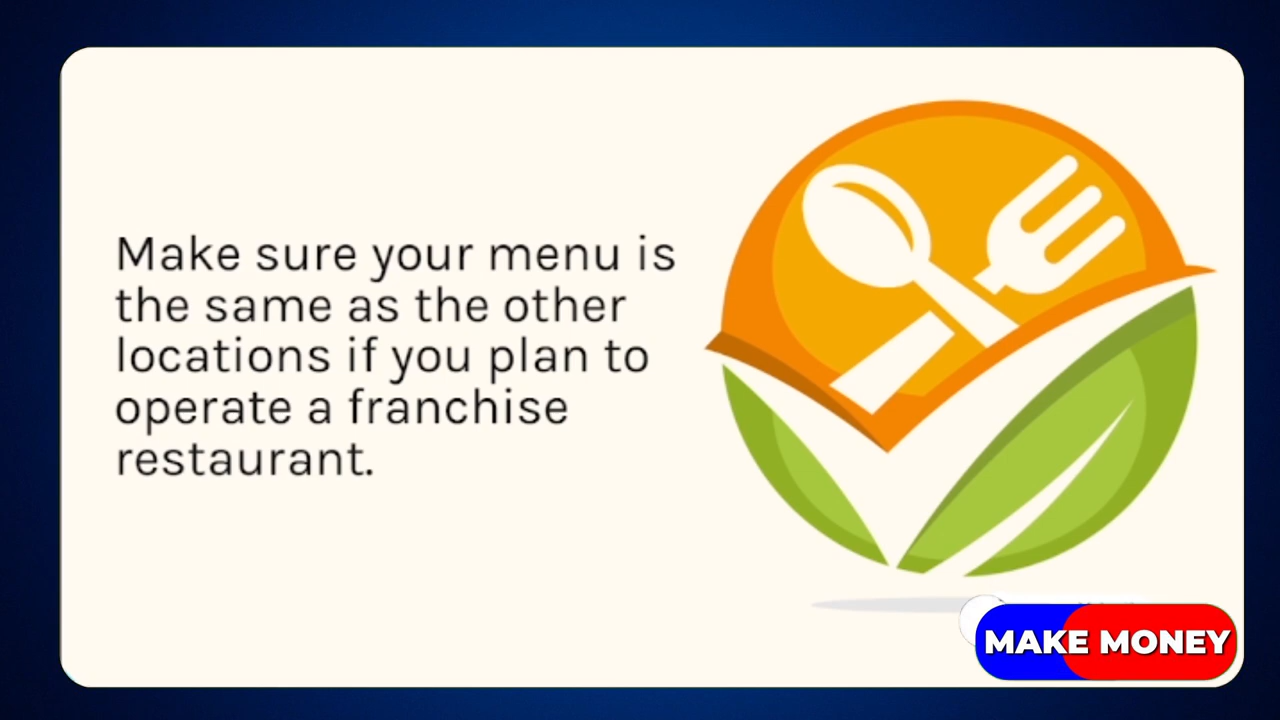 Make sure your menu is
the same as the other
locations if you plan to
operate a franchise
restaurant.
MAKE MONEY